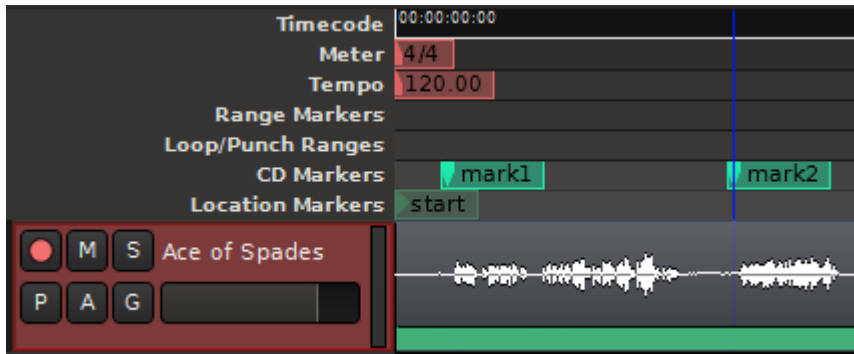 Timecode 00:00:00:00
Meter 4/4
Tempo 120.00
Range Markers
Loop/Punch Ranges
CD Markers mark1 mark2
Location Markers start
M S Ace of Spades
P A G